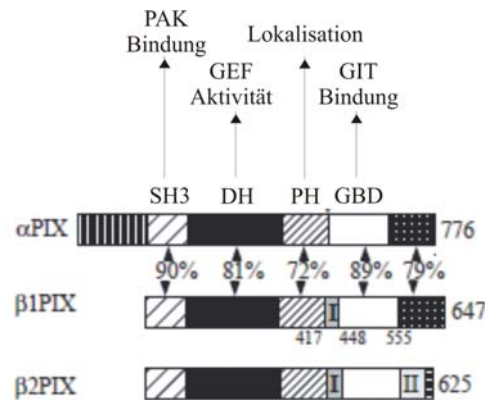 PAK
Bindung
Lokalisation
GEF
Aktivität
GIT
Bindung
SH3 DH PH GBD
αPIX 776
90% 81% 72% 89% 79%
β1PIX I 647
417 448 555
β2PIX I II 625